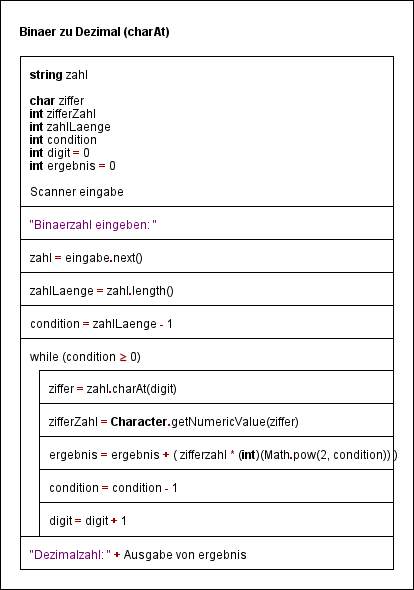 Binaer zu Dezimal (charAt)
string zahl
char ziffer
int zifferZahl
int zahlLaenge
int condition
int digit = 0
int ergebnis = 0
Scanner eingabe
"Binaerzahl eingeben: "
zahl = eingabe.next()
zahlLaenge = zahl.length()
condition = zahlLaenge - 1
while (condition ≥ 0)
ziffer = zahl.charAt(digit)
zifferZahl = Character.getNumericValue(ziffer)
ergebnis = ergebnis + ( zifferzahl * (int)(Math.pow(2, condition)) )
condition = condition - 1
digit = digit + 1
"Dezimalzahl: " + Ausgabe von ergebnis